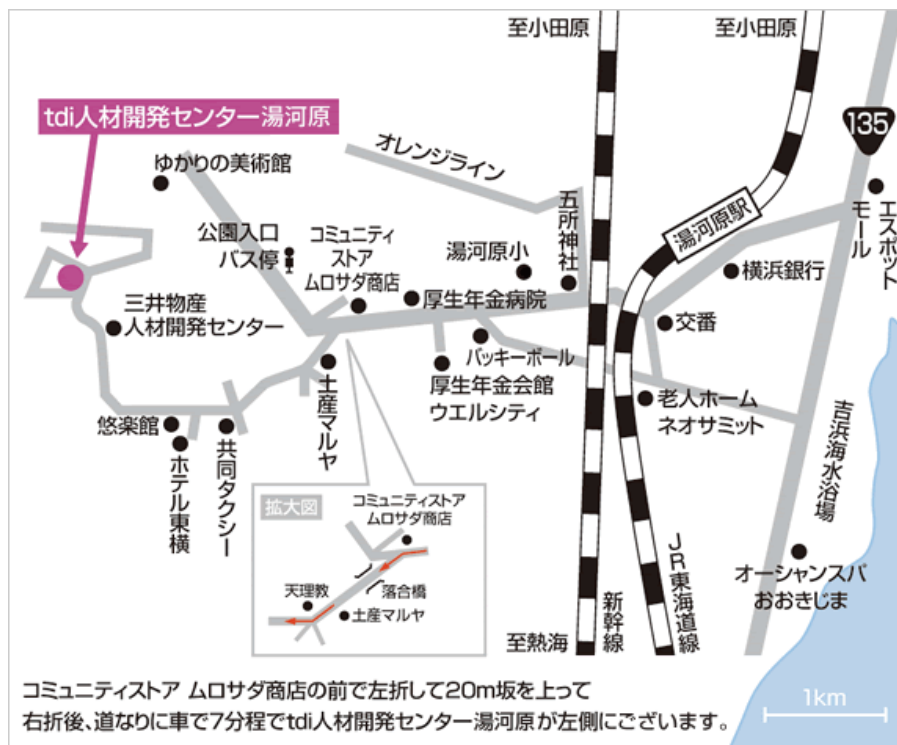 至小田原
至小田原
135
tdi人材開発センター湯河原
オレンジライン
ゆかりの美術館
エスポット
モール
湯河原駅
五所神社
公園入口
バス停
コミュニティ
ストア
ムロサダ商店
湯河原小
横浜銀行
厚生年金病院
三井物産
人材開発センター
交番
バッキーボール
土産マルヤ
厚生年金会館
ウエルシティ
老人ホーム
ネオサミット
悠楽館
ホテル東横
共同タクシー
吉浜海水浴場
拡大図
コミュニティストア
ムロサダ商店
天理教
落合橋
土産マルヤ
JR東海道線
オーシャンスパ
おおきじま
新幹線
至熱海
コミュニティストア ムロサダ商店の前で左折して20m坂を上って
右折後、道なりに車で7分程でtdi人材開発センター湯河原が左側にございます。
1km